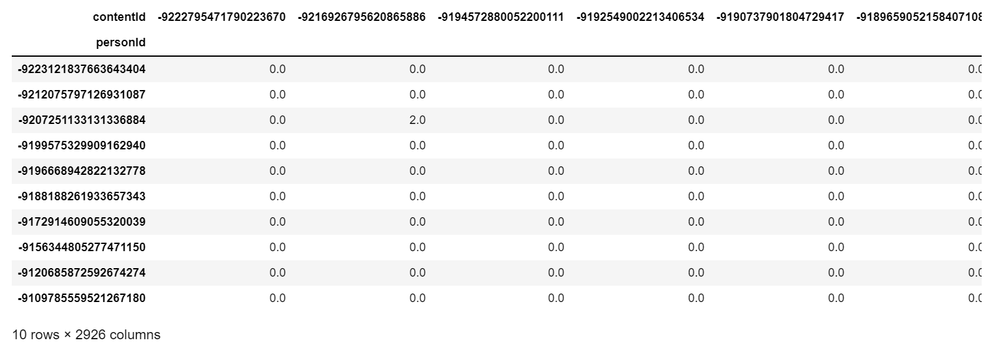 contentId -9222795471790223670 -9216926795620865886 -9194572880052200111 -9192549002213406534 -9190737901804729417 -9189659052158407108
personId
-9223121837663643404 0.0 0.0 0.0 0.0 0.0 0.0
-9212075797126931087 0.0 0.0 0.0 0.0 0.0 0.0
-9207251133131336884 0.0 2.0 0.0 0.0 0.0 0.0
-9199575329909162940 0.0 0.0 0.0 0.0 0.0 0.0
-9196668942822132778 0.0 0.0 0.0 0.0 0.0 0.0
-9188188261933657343 0.0 0.0 0.0 0.0 0.0 0.0
-9172914609055320039 0.0 0.0 0.0 0.0 0.0 0.0
-9156344805277471150 0.0 0.0 0.0 0.0 0.0 0.0
-9120685872592674274 0.0 0.0 0.0 0.0 0.0 0.0
-9109785559521267180 0.0 0.0 0.0 0.0 0.0 0.0
10 rows × 2926 columns